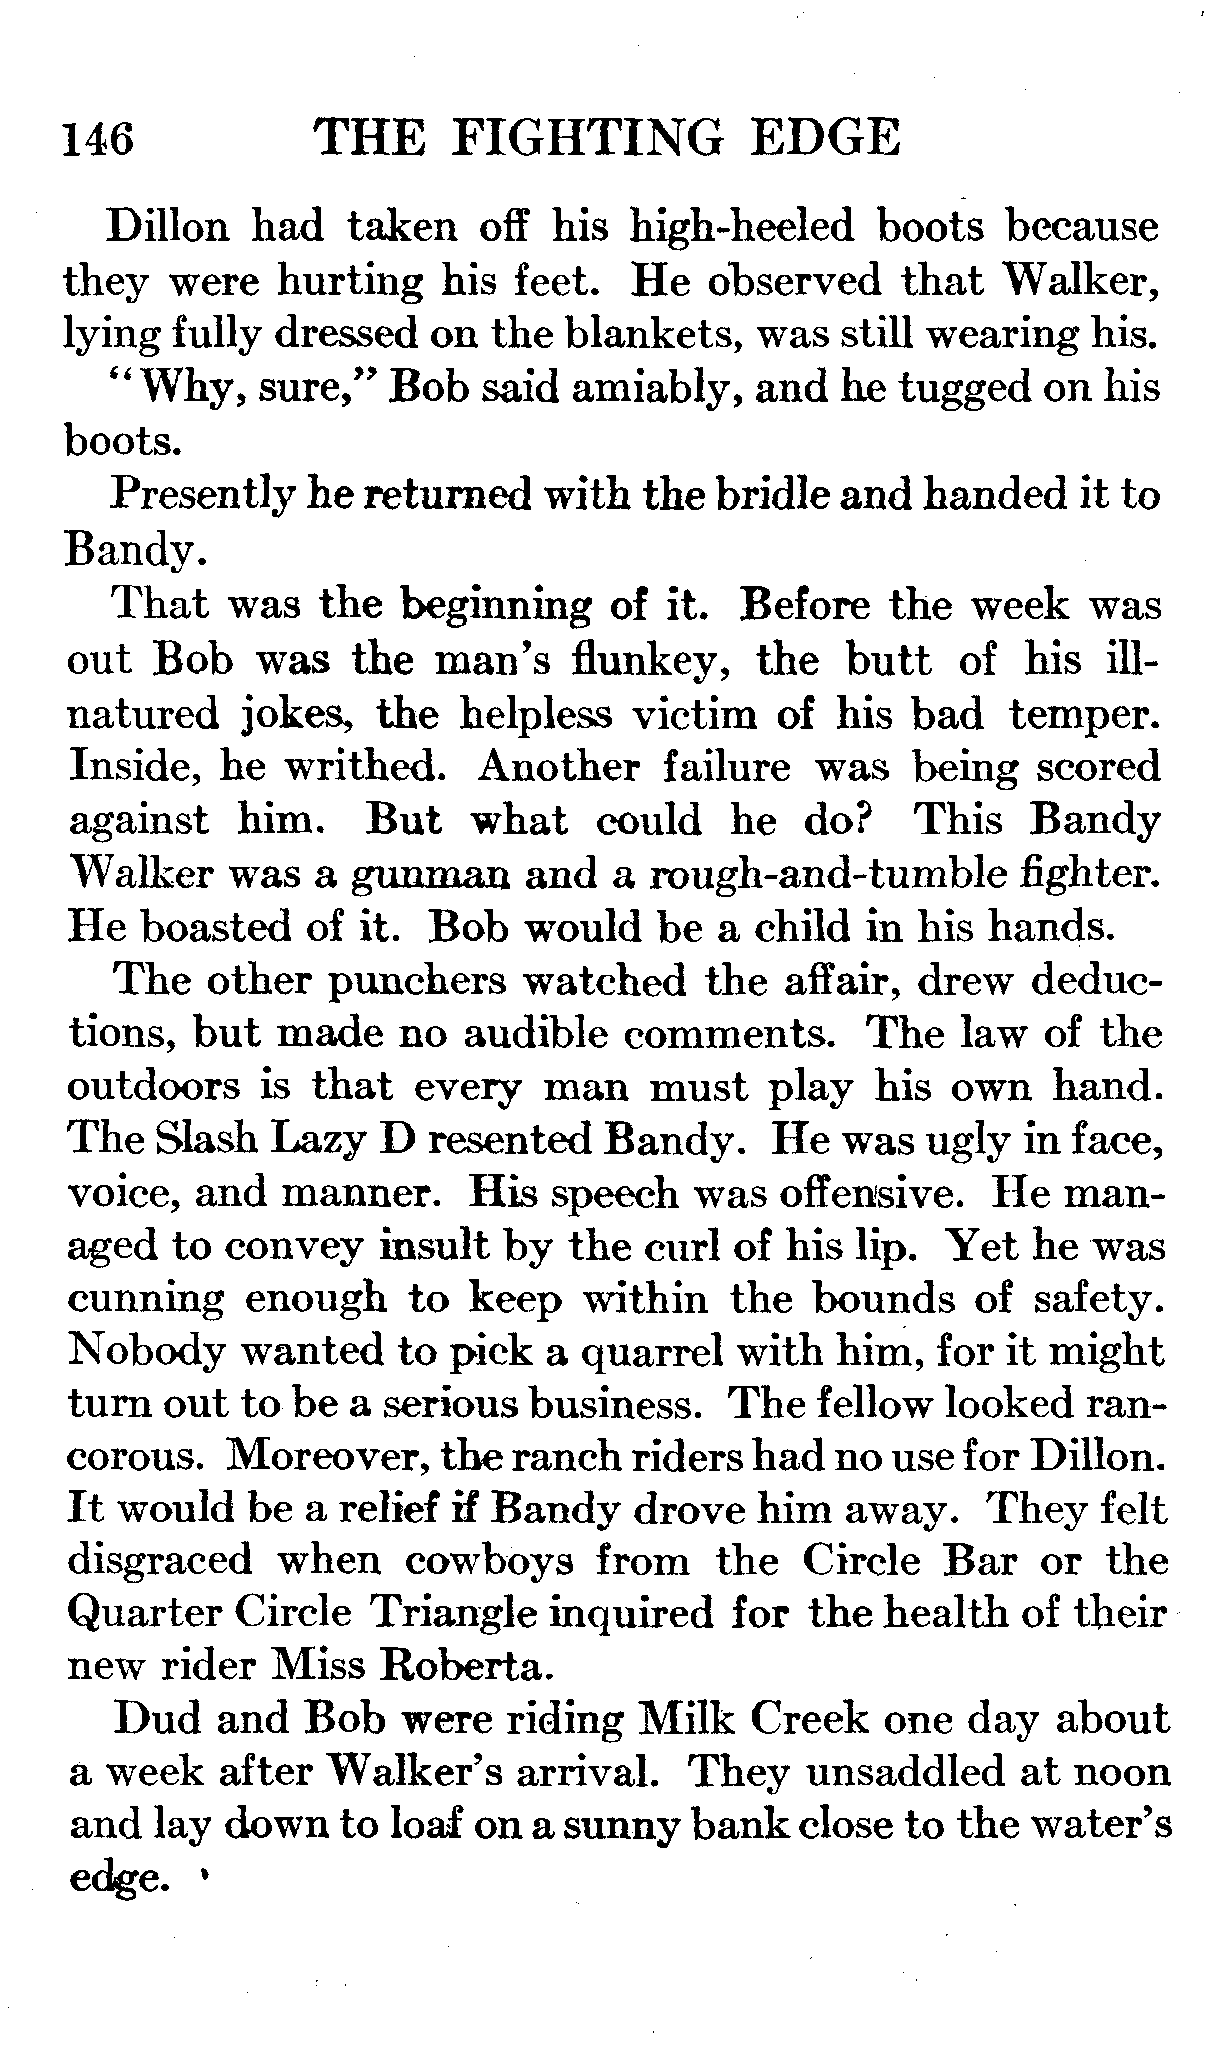 146 THE FIGHTING EDGE
Dillon had taken off his high-heeled boots because
they were hurting his feet. He observed that Walker,
lying fully dressed on the blankets, was still wearing his.
“Why, sure,” Bob said amiably, and he tugged on his
boots.
Presently he returned with the bridle and handed it to
Bandy.
That was the beginning of it. Before the week was
out Bob was the man’s flunkey, the butt of his ill-
natured jokes, the helpless victim of his bad temper.
Inside, he writhed. Another failure was being scored
against him. But what could he do? This Bandy
Walker was a gunman and a rough-and-tumble fighter.
He boasted of it. Bob would be a child in his hands.
The other punchers watched the affair, drew deduc-
tions, but made no audible comments. The law of the
outdoors is that every man must play his own hand.
The Slash Lazy D resented Bandy. He was ugly in face,
voice, and manner. His speech was offensive. He man-
aged to convey insult by the curl of his lip. Yet he was
cunning enough to keep within the bounds of safety.
Nobody wanted to pick a quarrel with him, for it might
turn out to be a serious business. The fellow looked ran-
corous. Moreover, the ranch riders had no use for Dillon.
It would be a relief if Bandy drove him away. They felt
disgraced when cowboys from the Circle Bar or the
Quarter Circle Triangle inquired for the health of their
new rider Miss Roberta.
Dud and Bob were riding Milk Creek one day about
a week after Walker’s arrival. They unsaddled at noon
and lay down to loaf on a sunny bank close to the water’s
edge.